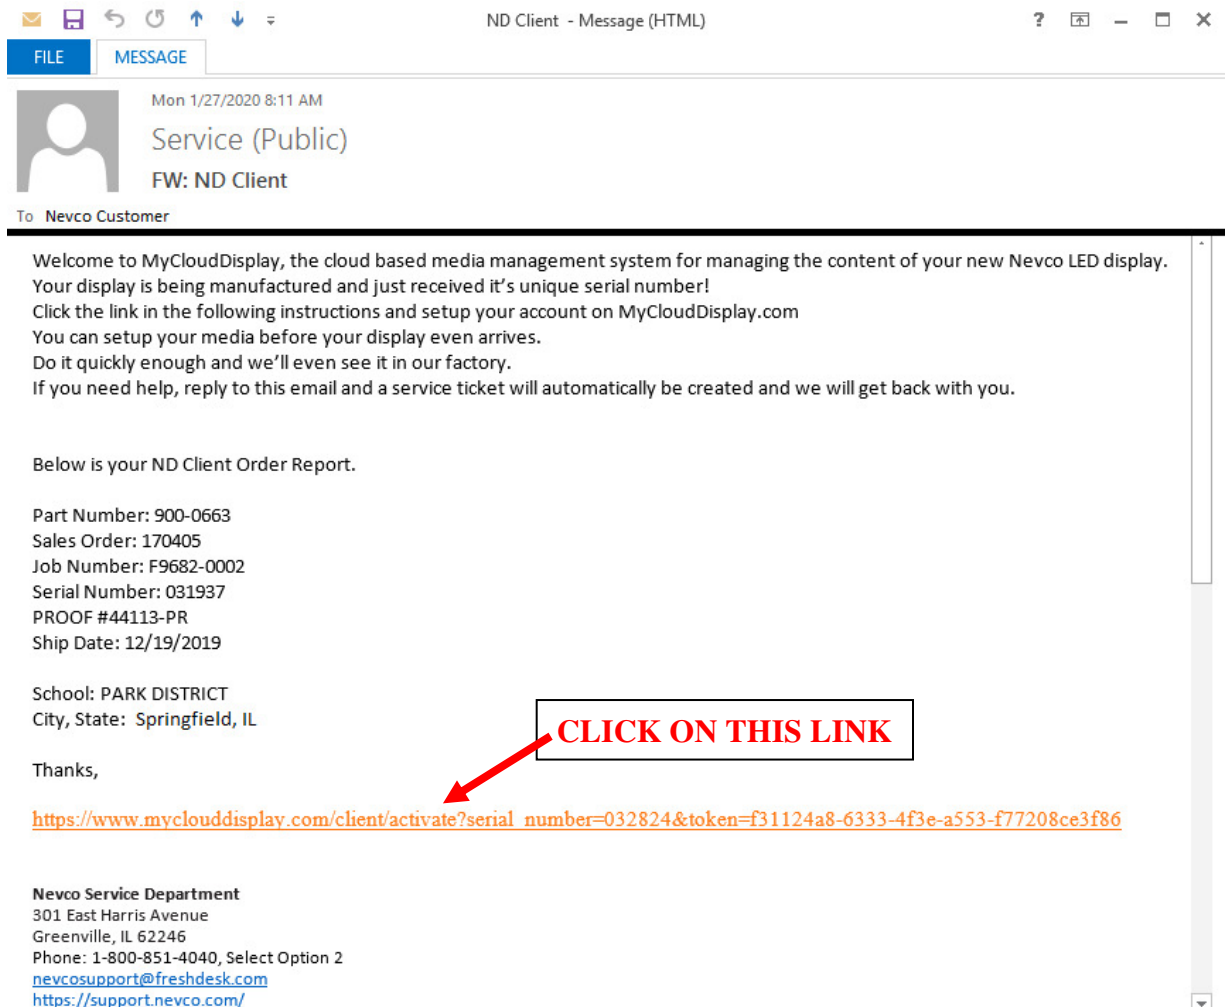 ND Client - Message (HTML)
?
FILE MESSAGE
Mon 1/27/2020 8:11 AM
Service (Public)
FW: ND Client
To Nevco Customer
Welcome to MyCloudDisplay, the cloud based media management system for managing the content of your new Nevco LED display.
Your display is being manufactured and just received it's unique serial number!
Click the link in the following instructions and setup your account on MyCloudDisplay.com
You can setup your media before your display even arrives.
Do it quickly enough and we'll even see it in our factory.
If you need help, reply to this email and a service ticket will automatically be created and we will get back with you.
Below is your ND Client Order Report.
Part Number: 900-0663
Sales Order: 170405
Job Number: F9682-0002
Serial Number: 031937
PROOF #44113-PR
Ship Date: 12/19/2019
School: PARK DISTRICT
City, State: Springfield, IL
CLICK ON THIS LINK
Thanks,
https://www.myclouddisplay.com/client/activate?serial_number=032824&token=f31124a8-6333-4f3e-a553-f77208ce3f86
Nevco Service Department
301 East Harris Avenue
Greenville, IL 62246
Phone: 1-800-851-4040, Select Option 2
nevcosupport@freshdesk.com
https://support.nevco.com/